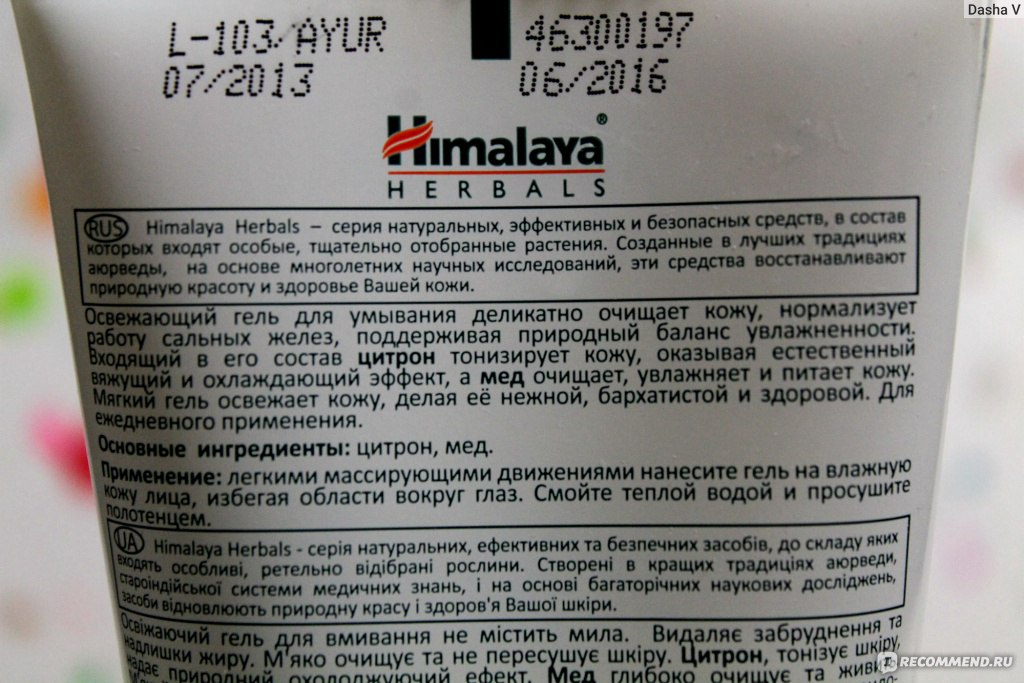 Dasha V
L-103/AYUR 46300197
07/2013 06/2016
Himalaya®
HERBALS
RUS Himalaya Herbals – серия натуральных, эффективных и безопасных средств, в состав
которых входят особые, тщательно отобранные растения. Созданные в лучших традициях
аюрведы, на основе многолетних научных исследований, эти средства восстанавливают
природную красоту и здоровье Вашей кожи.
Освежающий гель для умывания деликатно очищает кожу, нормализует
работу сальных желез, поддерживая природный баланс увлажненности.
Входящий в его состав цитрон тонизирует кожу, оказывая естественный
вяжущий и охлаждающий эффект, а мед очищает, увлажняет и питает кожу.
Мягкий гель освежает кожу, делая её нежной, бархатистой и здоровой. Для
ежедневного применения.
Основные ингредиенты: цитрон, мед.
Применение: легкими массирующими движениями нанесите гель на влажную
кожу лица, избегая области вокруг глаз. Смойте теплой водой и просушите
полотенцем.
UA Himalaya Herbals - серія натуральних, ефективних та безпечних засобів, до складу яких
входять особливі, ретельно відібрані рослини. Створені в кращих традиціях аюрведи,
староіндійської системи медичних знань, і на основі багаторічних наукових досліджень,
засоби відновлюють природну красу і здоров'я Вашої шкіри.
Освіжаючий гель для вмивання не містить мила. Видаляє забруднення та
надлишки жиру. М'яко очищує та не пересушує шкіру. Цитрон, тонізує шкіру,
надає природний охолоджуючий ефект. Мед глибоко очищує та
RECOMMEND.RU